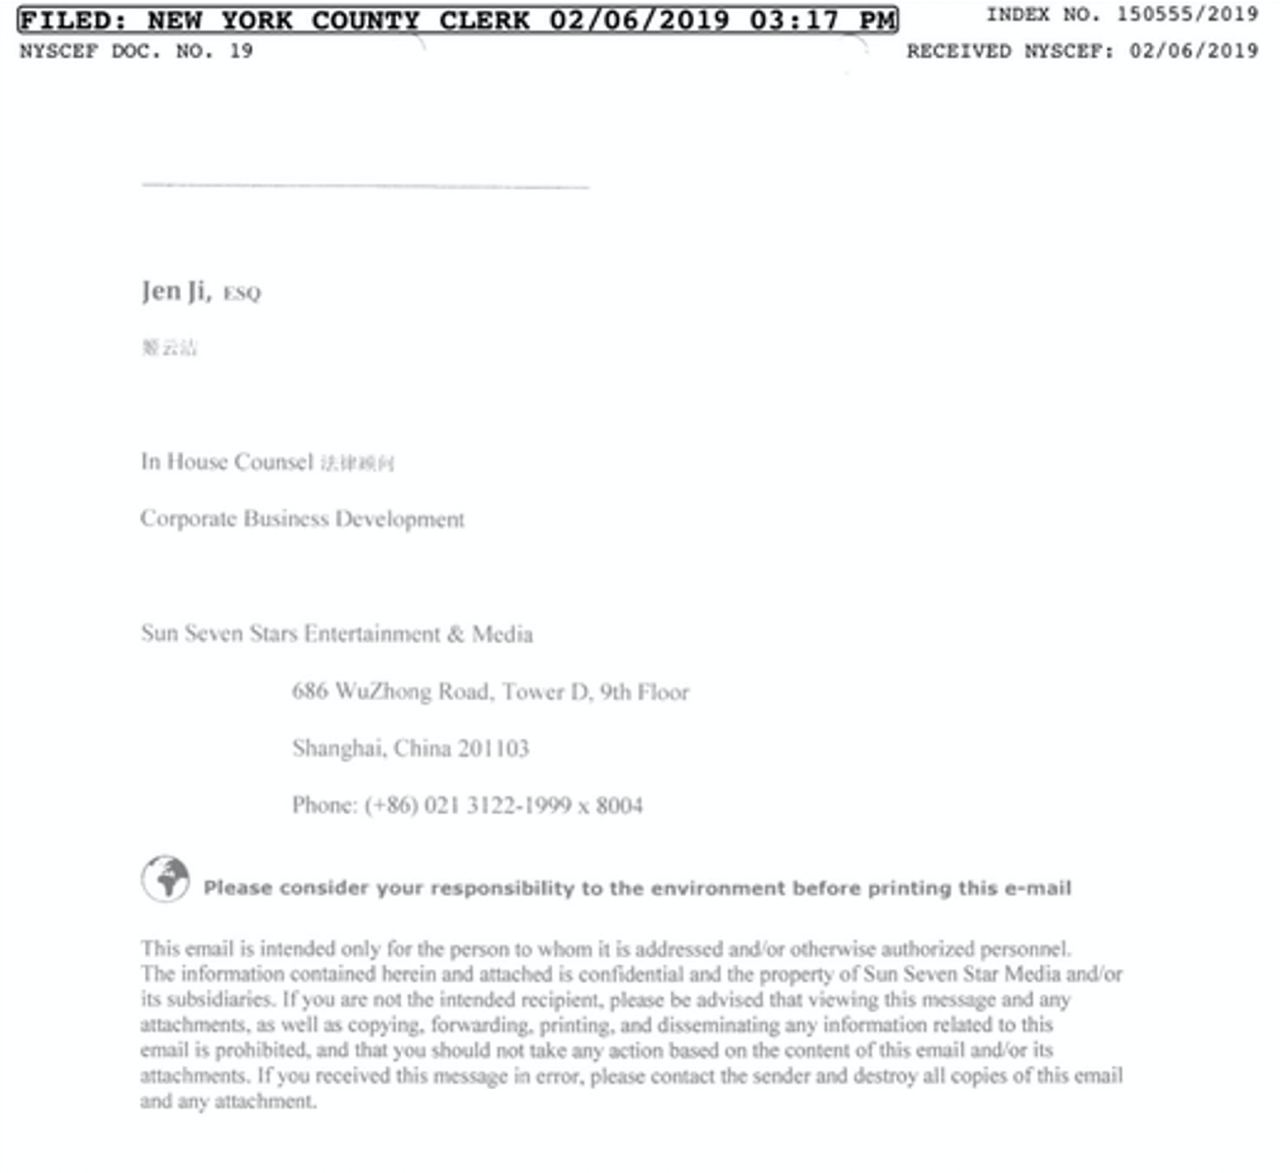 FILED: NEW YORK COUNTY CLERK 02/06/2019 03:17 PM
INDEX NO. 150555/2019
NYSCEF DOC. NO. 19
RECEIVED NYSCEF: 02/06/2019
Jen Ji, ESQ
姬云洁
In House Counsel 法律顾问
Corporate Business Development
Sun Seven Stars Entertainment & Media
686 WuZhong Road, Tower D, 9th Floor
Shanghai, China 201103
Phone: (+86) 021 3122-1999 x 8004
Please consider your responsibility to the environment before printing this e-mail
This email is intended only for the person to whom it is addressed and/or otherwise authorized personnel.
The information contained herein and attached is confidential and the property of Sun Seven Star Media and/or
its subsidiaries. If you are not the intended recipient, please be advised that viewing this message and any
attachments, as well as copying, forwarding, printing, and disseminating any information related to this
email is prohibited, and that you should not take any action based on the content of this email and/or its
attachments. If you received this message in error, please contact the sender and destroy all copies of this email
and any attachment.